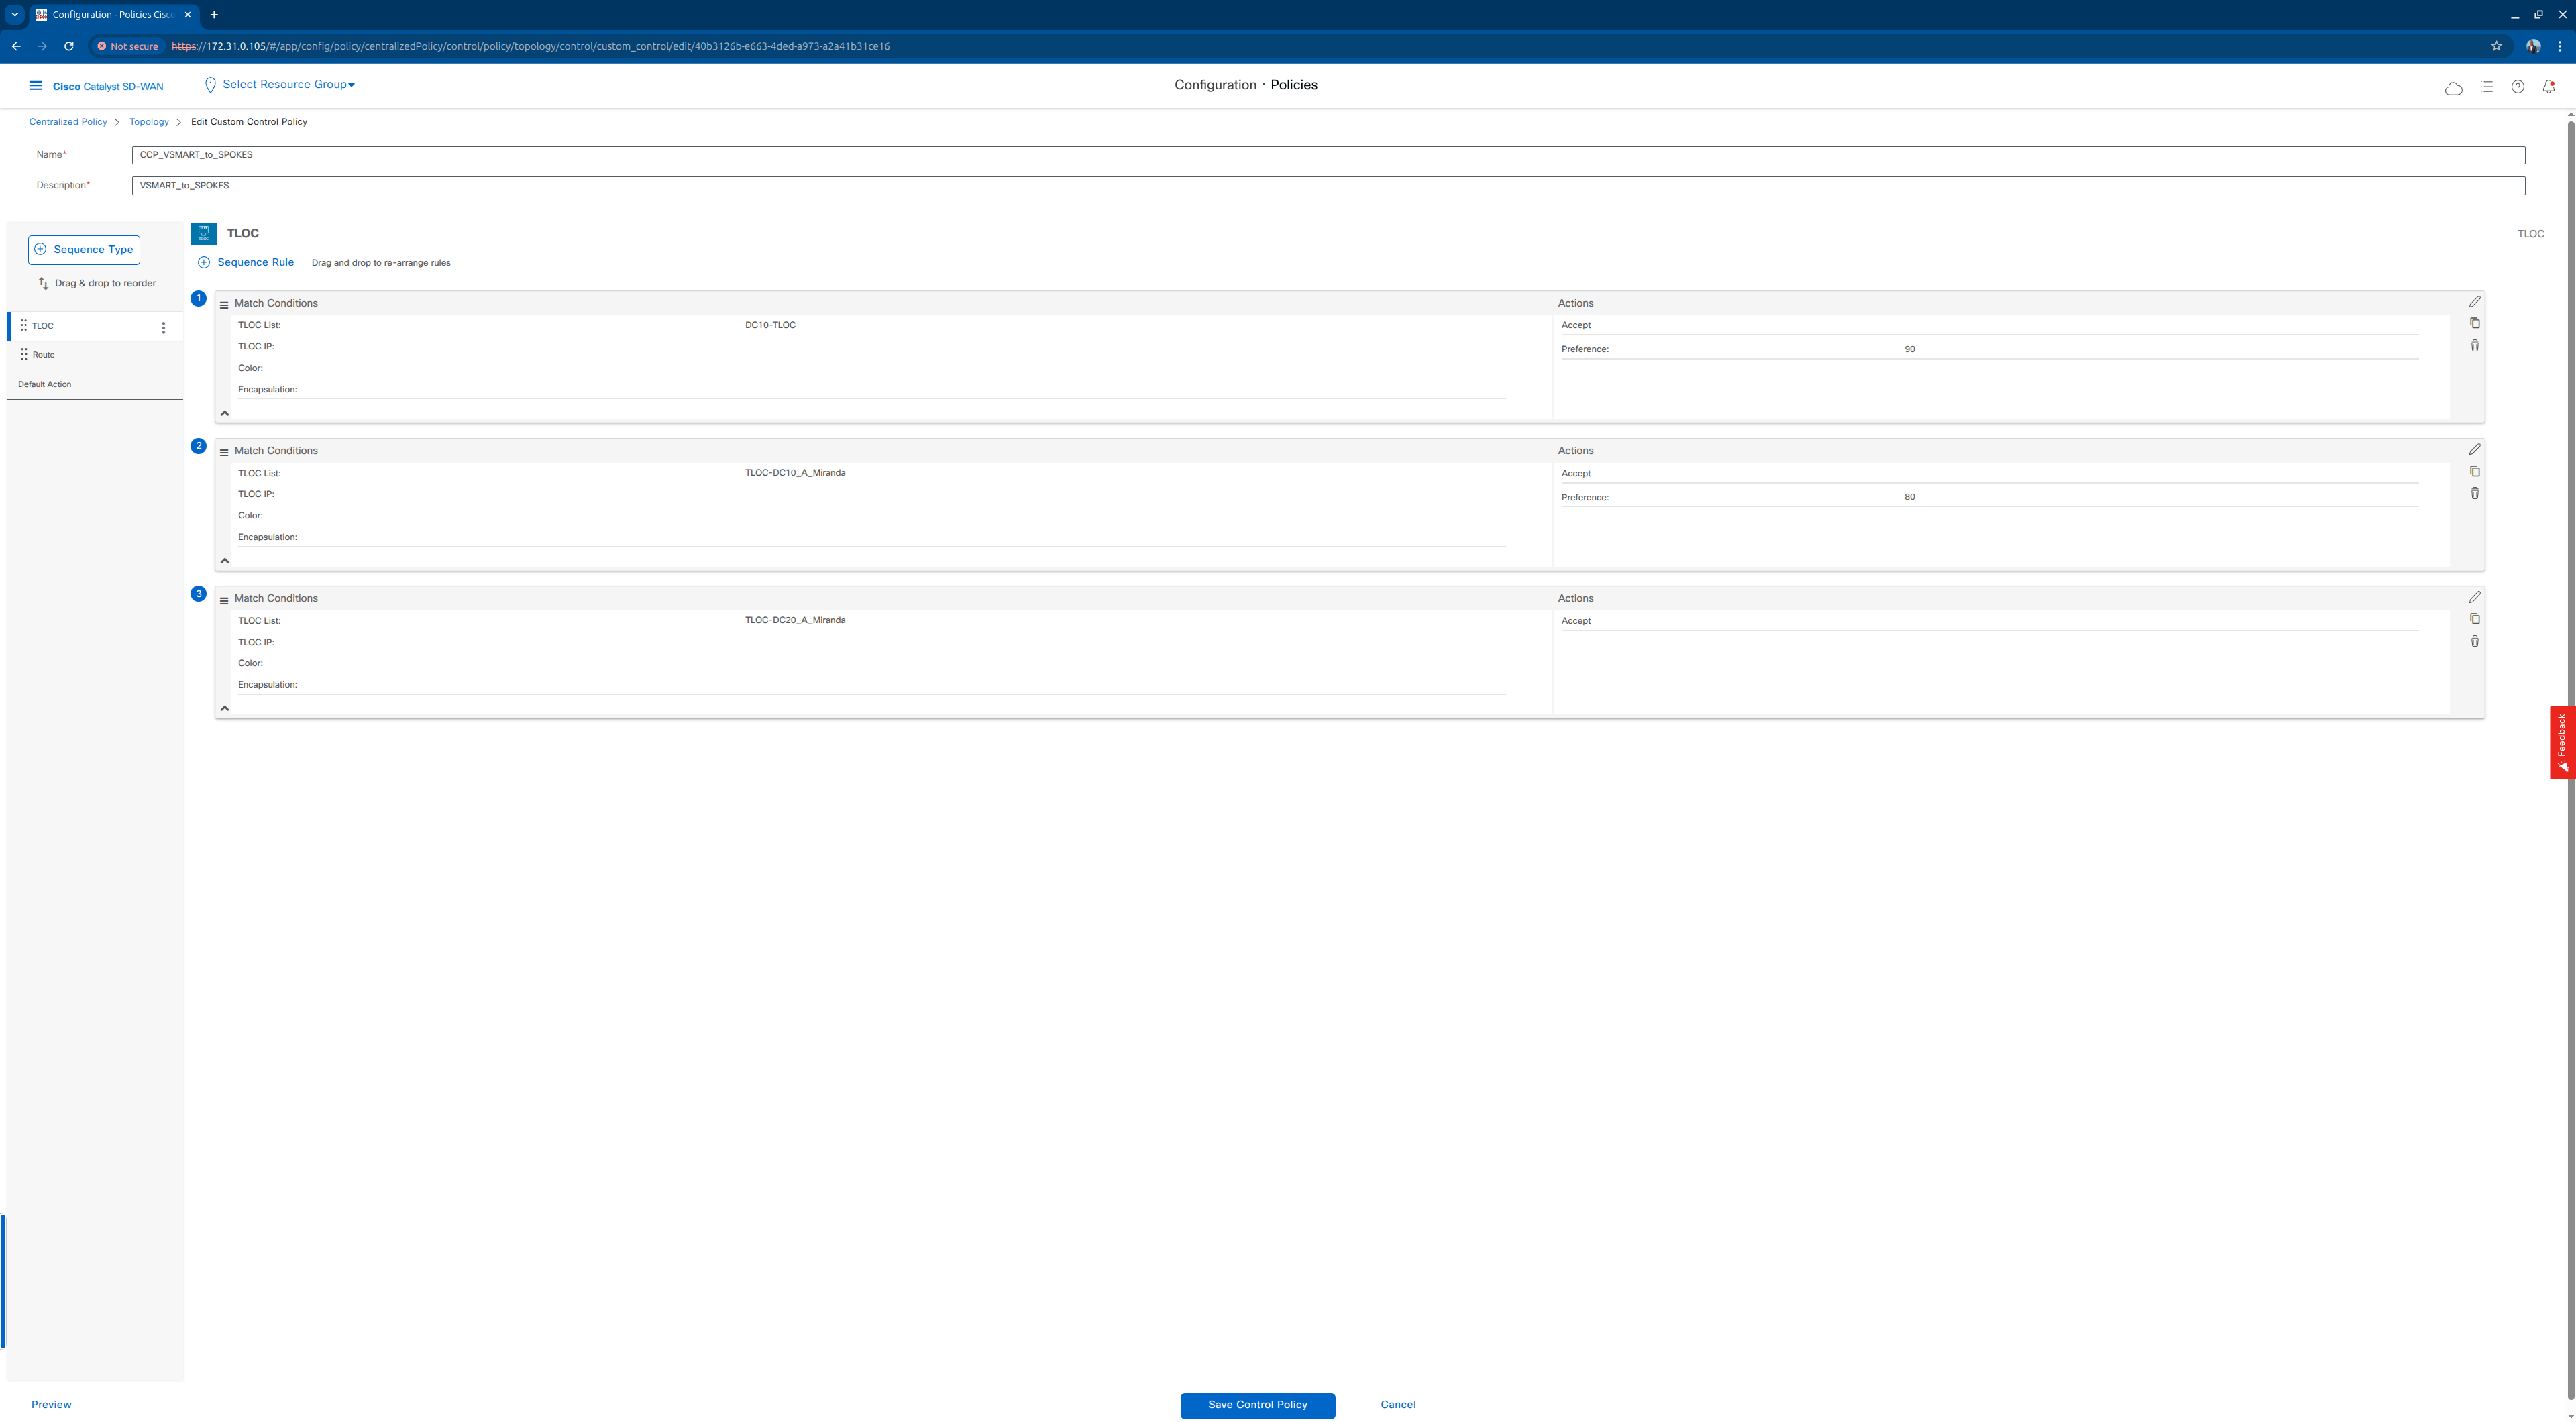 Configuration - Policies Cisco
Not secure https://172.31.0.105/#/app/config/policy/centralizedPolicy/control/policy/topology/control/custom_control/edit/40b3126b-e663-4ded-a973-a2a41b31ce16
Cisco Catalyst SD-WAN Select Resource Group Configuration · Policies
Centralized Policy > Topology > Edit Custom Control Policy
Name* CCP_VSMART_to_SPOKES
Description* VSMART_to_SPOKES
Sequence Type
Drag & drop to reorder
TLOC
Route
Default Action
TLOC TLOC
Sequence Rule Drag and drop to re-arrange rules
1 Match Conditions Actions
TLOC List: DC10-TLOC Accept
TLOC IP: Preference: 90
Color:
Encapsulation:
2 Match Conditions Actions
TLOC List: TLOC-DC10_A_Miranda Accept
TLOC IP: Preference: 80
Color:
Encapsulation:
3 Match Conditions Actions
TLOC List: TLOC-DC20_A_Miranda Accept
TLOC IP:
Color:
Encapsulation:
Feedback
Preview Save Control Policy Cancel